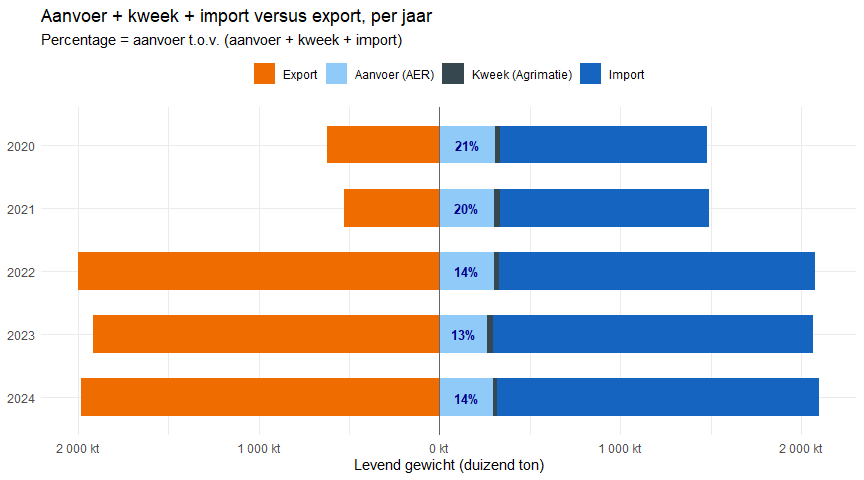 Aanvoer + kweek + import versus export, per jaar
Percentage = aanvoer t.o.v. (aanvoer + kweek + import)
Export Aanvoer (AER) Kweek (Agrimatie) Import
2020 21%
2021 20%
2022 14%
2023 13%
2024 14%
2 000 kt 1 000 kt 0 kt 1 000 kt 2 000 kt
Levend gewicht (duizend ton)